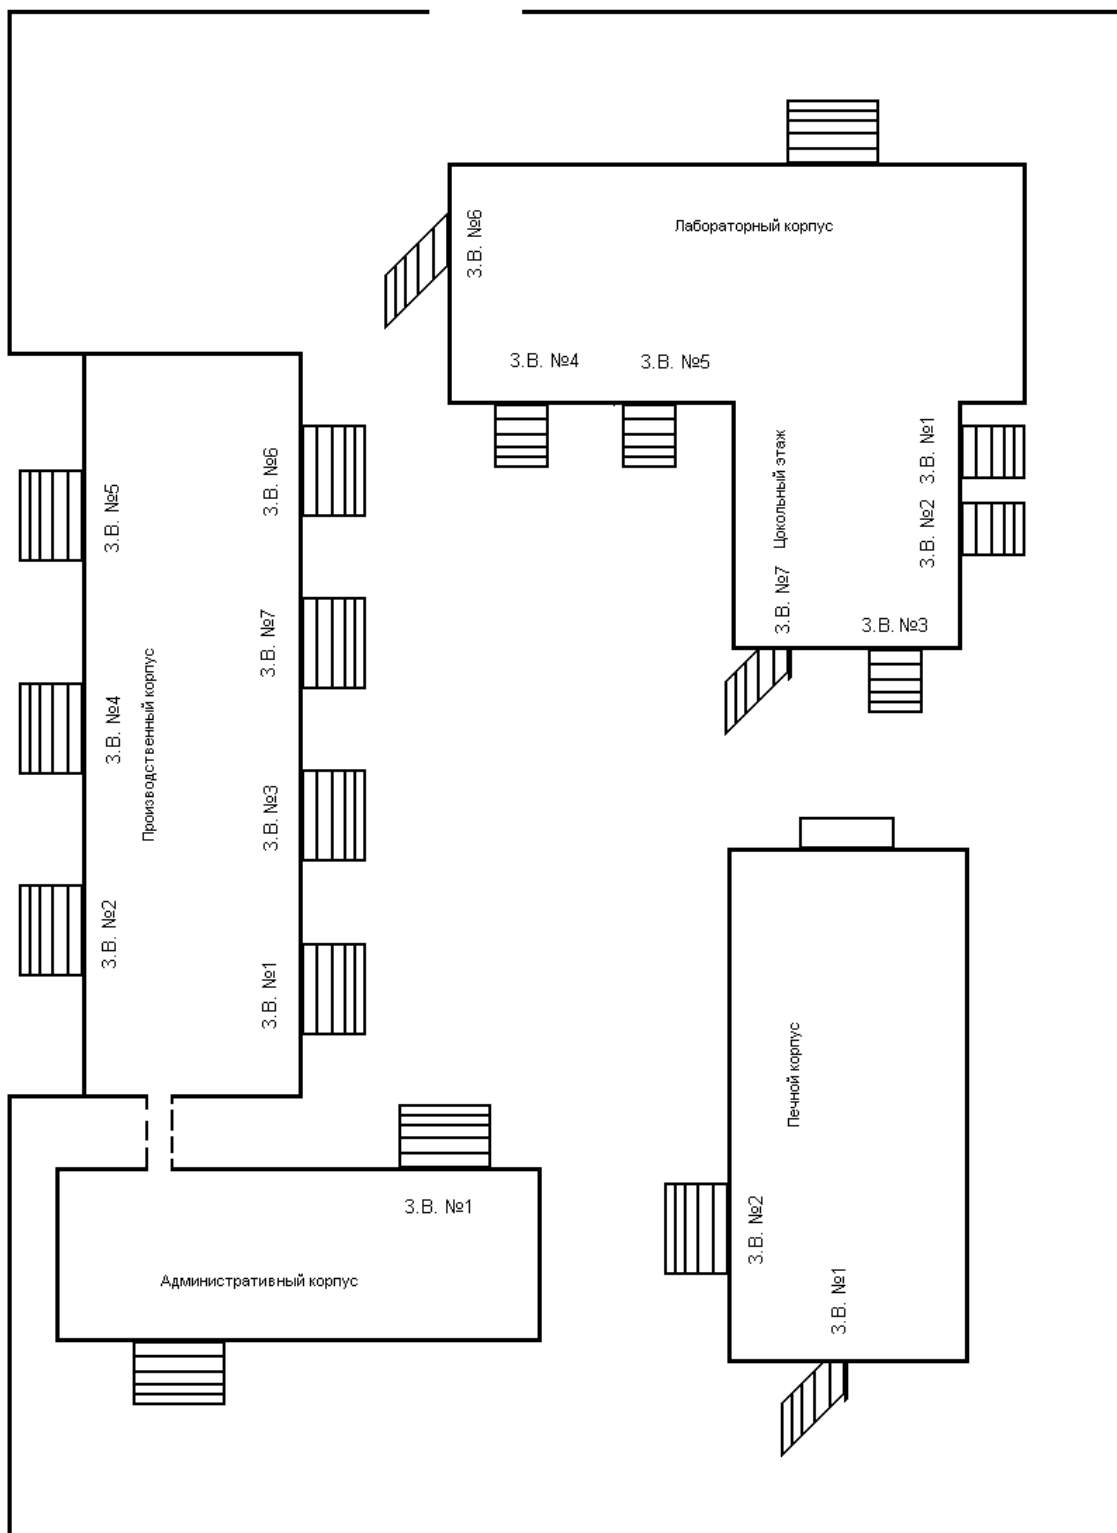 Лабораторный корпус
З.В. №6
З.В. №4
З.В. №5
Цокольный этаж
З.В. №1
З.В. №2
З.В. №7
З.В. №3
Производственный корпус
З.В. №5
З.В. №6
З.В. №4
З.В. №7
З.В. №2
З.В. №3
З.В. №1
Административный корпус
З.В. №1
Печной корпус
З.В. №2
З.В. №1